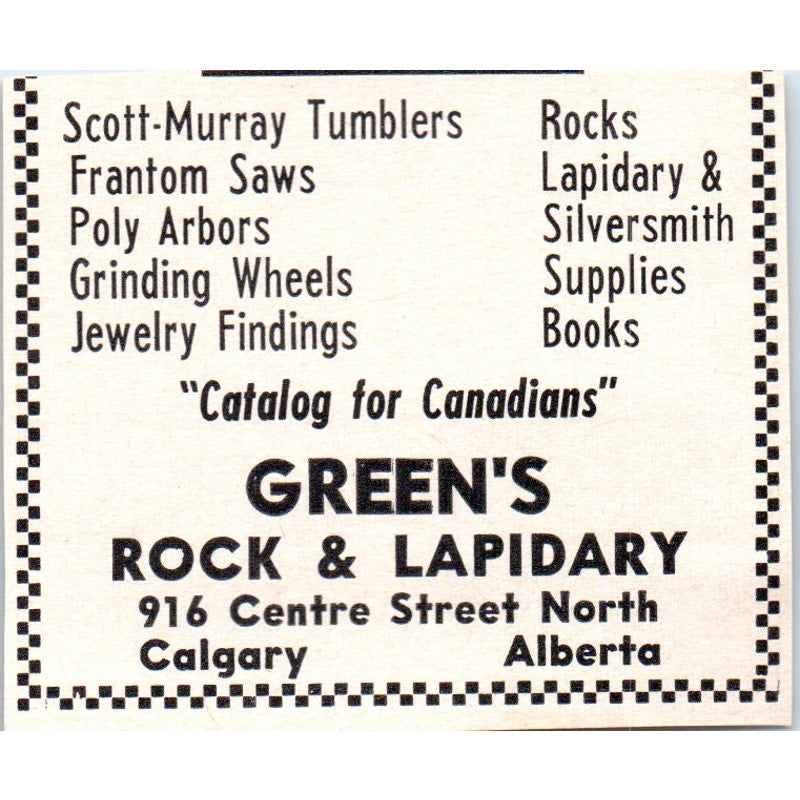 Scott-Murray Tumblers
Frantom Saws
Poly Arbors
Grinding Wheels
Jewelry Findings
Rocks
Lapidary &
Silversmith
Supplies
Books
"Catalog for Canadians"
GREEN'S
ROCK & LAPIDARY
916 Centre Street North
Calgary Alberta